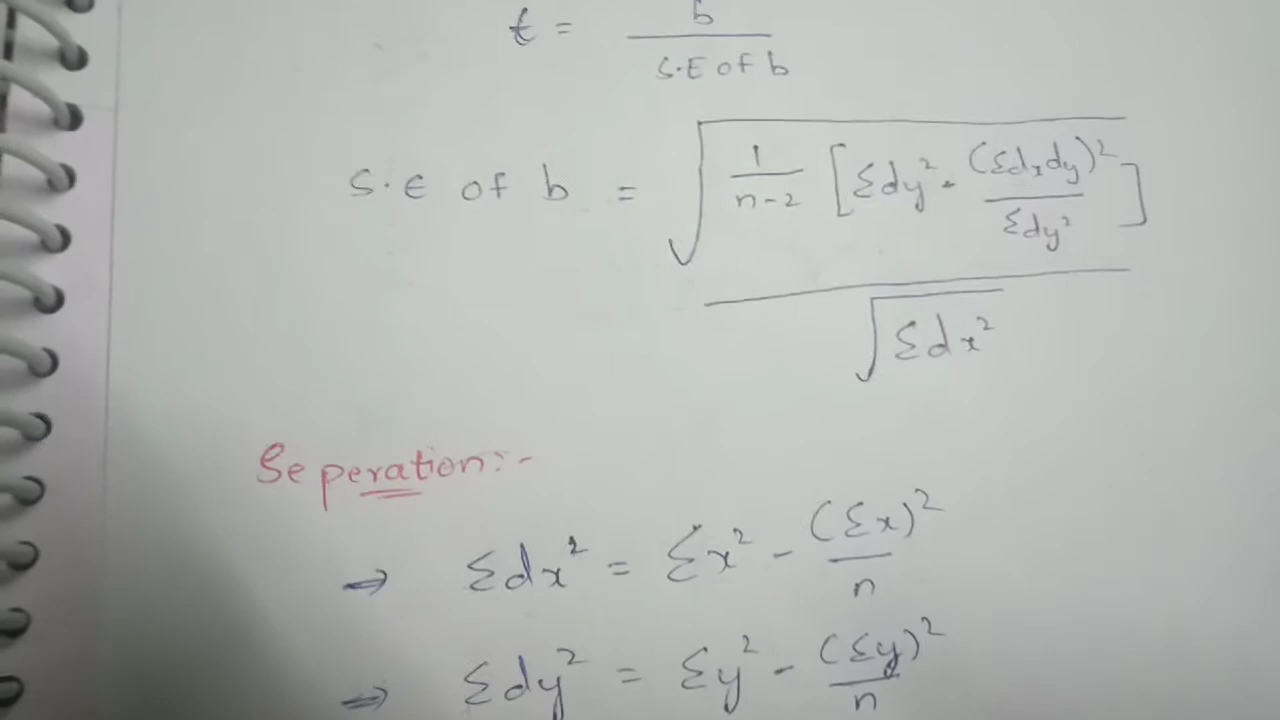 t = b / S.E of b
S.E of b = √(1/(n-2) [Σdy² - (Σdxdy)²/Σdy²]) / √(Σdx²)
Seperation:-
⇒ Σdx² = Σx² - (Σx)²/n
⇒ Σdy² = Σy² - (Σy)²/n